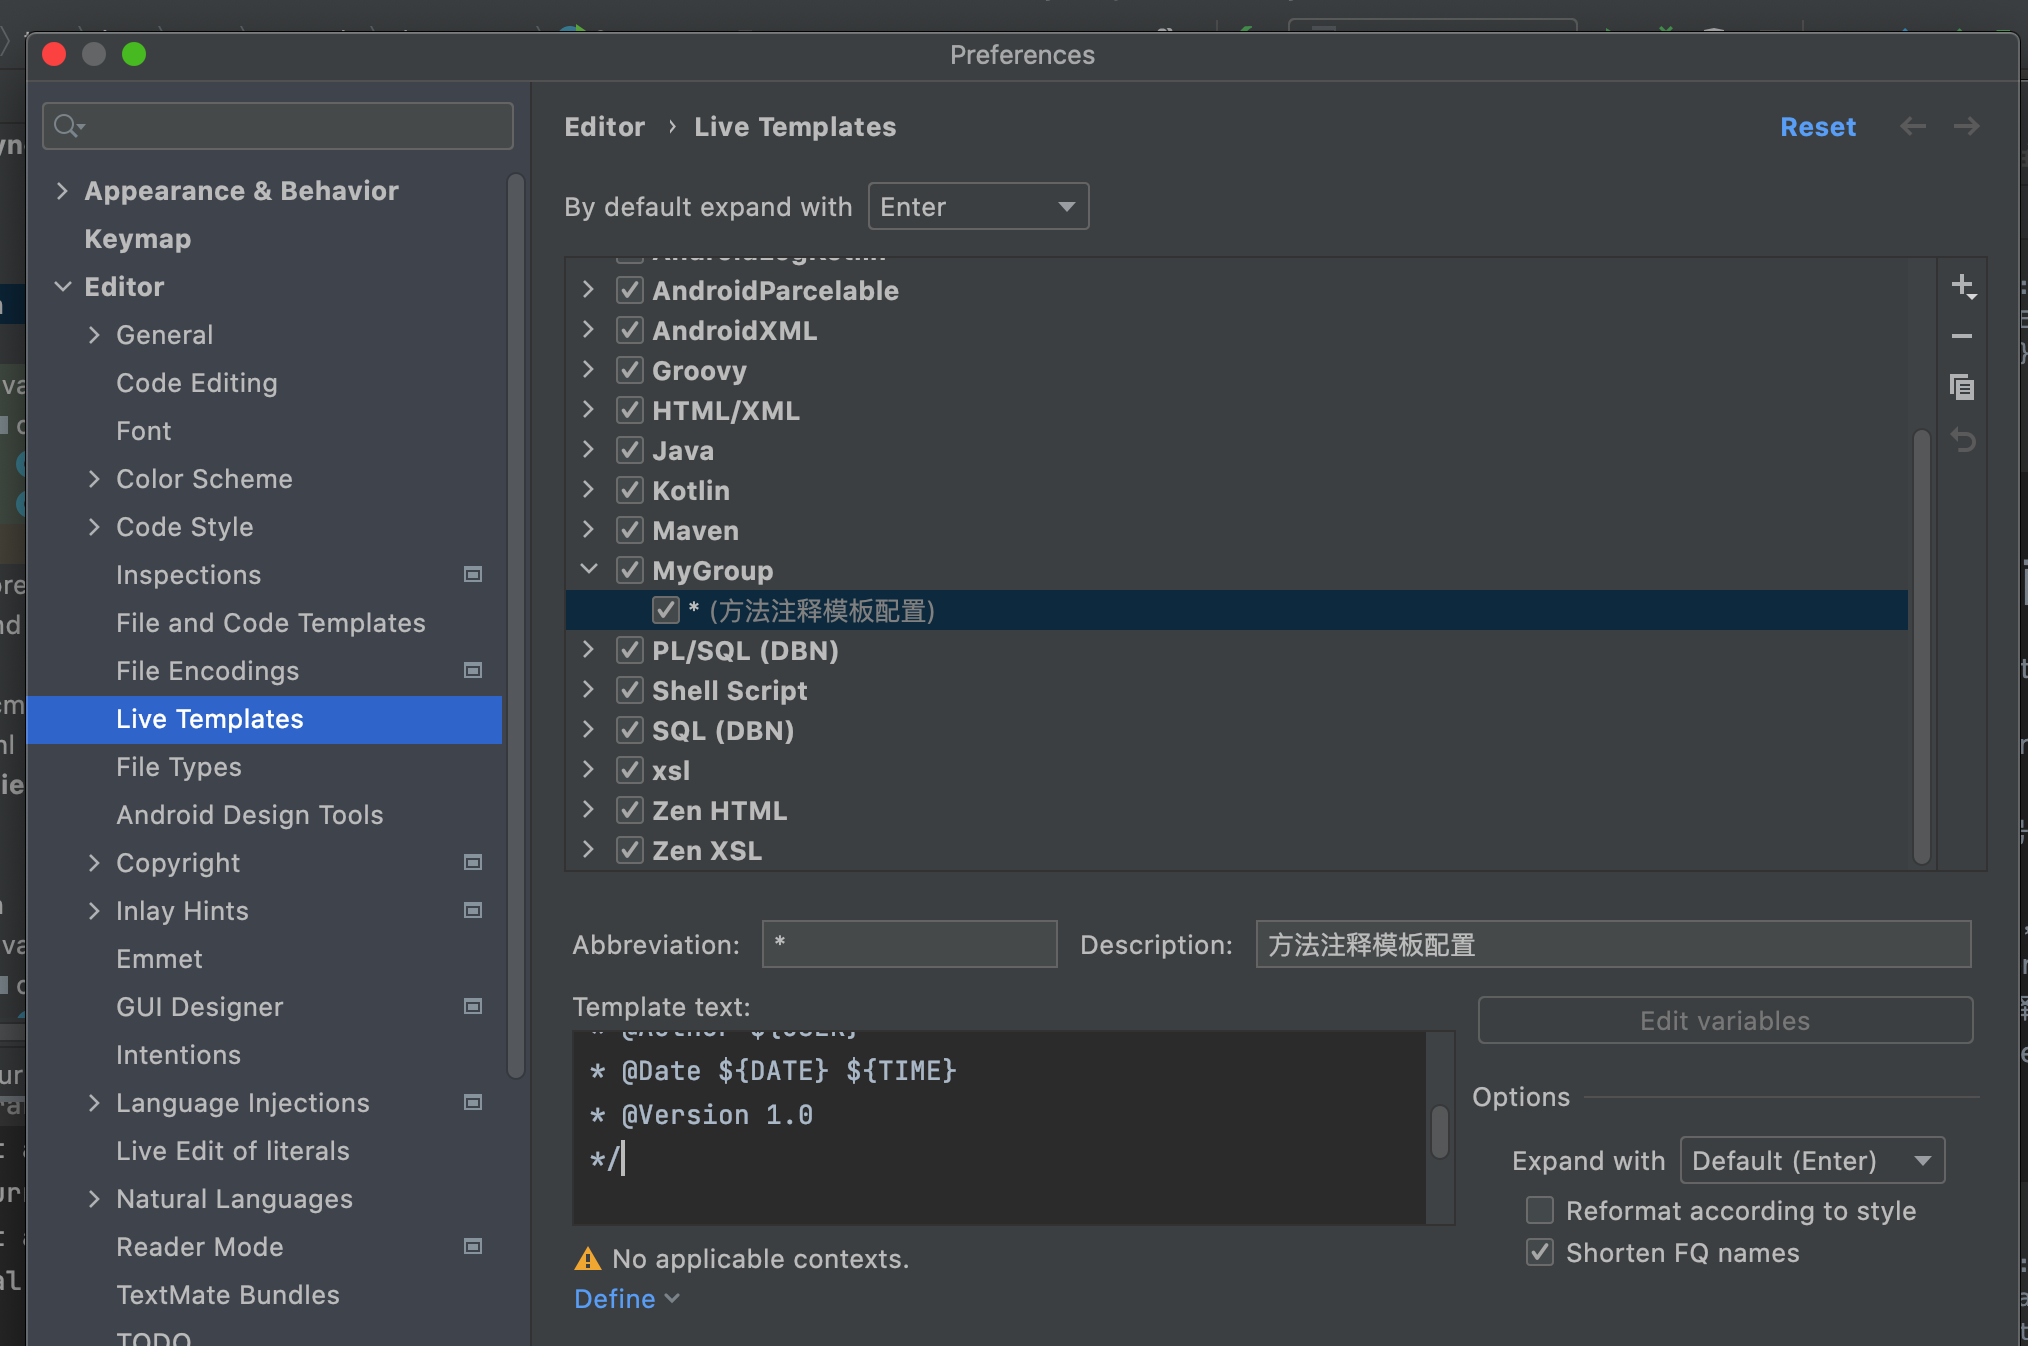 Preferences
Editor › Live Templates
Reset
By default expand with Enter
Appearance & Behavior
Keymap
Editor
General
Code Editing
Font
Color Scheme
Code Style
Inspections
File and Code Templates
File Encodings
Live Templates
File Types
Android Design Tools
Copyright
Inlay Hints
Emmet
GUI Designer
Intentions
Language Injections
Live Edit of literals
Natural Languages
Reader Mode
TextMate Bundles
TODO
AndroidParcelable
AndroidXML
Groovy
HTML/XML
Java
Kotlin
Maven
MyGroup
* (方法注释模板配置)
PL/SQL (DBN)
Shell Script
SQL (DBN)
xsl
Zen HTML
Zen XSL
Abbreviation: *
Description: 方法注释模板配置
Template text:
* @Date ${DATE} ${TIME}
* @Version 1.0
*/
Edit variables
Options
Expand with Default (Enter)
Reformat according to style
Shorten FQ names
No applicable contexts.
Define